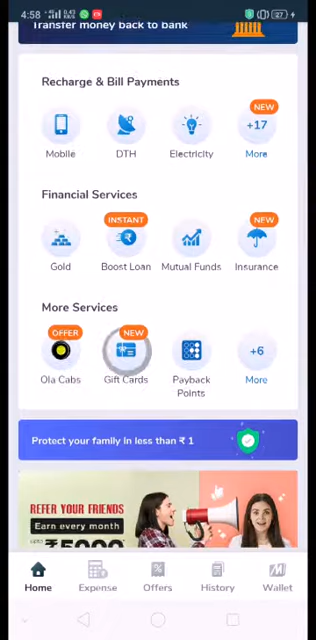 4:58
27
Transfer money back to bank
Recharge & Bill Payments
NEW
+17
Mobile
DTH
Electricity
More
Financial Services
INSTANT
NEW
Gold
Boost Loan
Mutual Funds
Insurance
More Services
OFFER
NEW
+6
Ola Cabs
Gift Cards
Payback
Points
More
Protect your family in less than ₹ 1
REFER YOUR FRIENDS
Earn every month
₹5000
Home
Expense
Offers
History
Wallet